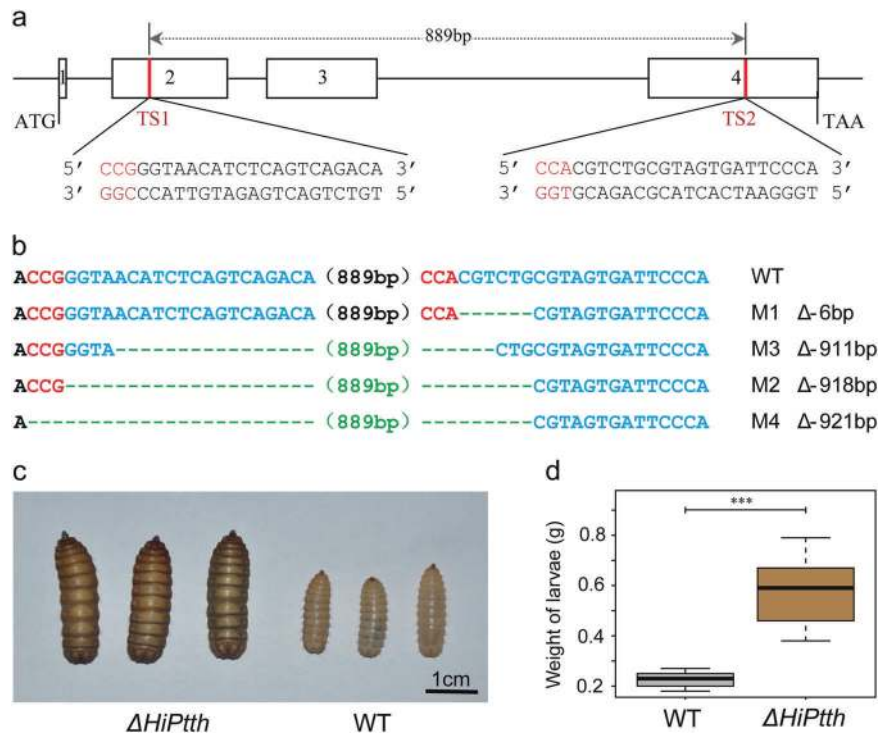 a
889bp
1 2 3 4
ATG TS1 TS2 TAA
5′ CCGGGTAACATCTCAGTCAGACA 3′ 5′ CCACGTCTGCGTAGTGATTCCCA 3′
3′ GGCCCATTGTAGAGTCAGTCTGT 5′ 3′ GGTGCAGACGCATCACTAAGGGT 5′
b
ACCGGGTAACATCTCAGTCAGACA (889bp) CCACGTCTGCGTAGTGATTCCCA WT
ACCGGGTAACATCTCAGTCAGACA (889bp) CCA------CGTAGTGATTCCCA M1 Δ-6bp
ACCGGGTA---------------- (889bp) ------CTGCGTAGTGATTCCCA M3 Δ-911bp
ACCG-------------------- (889bp) ---------CGTAGTGATTCCCA M2 Δ-918bp
A----------------------- (889bp) ---------CGTAGTGATTCCCA M4 Δ-921bp
c
1cm
ΔHiPtth WT
d
Weight of larvae (g)
0.8
0.6
0.4
0.2
***
WT ΔHiPtth